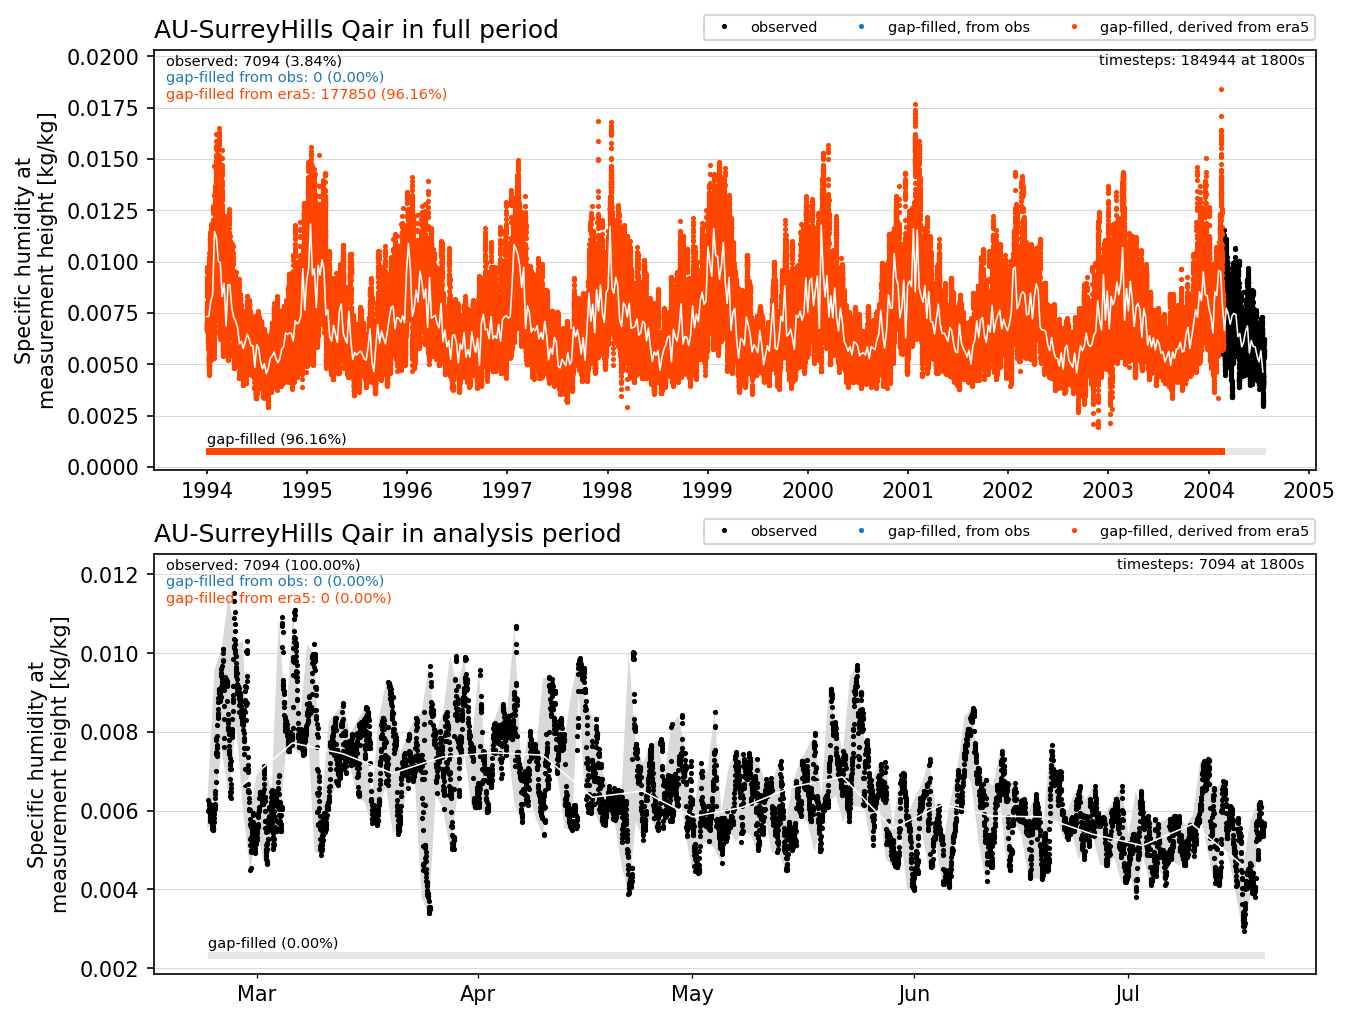 AU-SurreyHills Qair in full period
observed
gap-filled, from obs
gap-filled, derived from era5
observed: 7094 (3.84%)
gap-filled from obs: 0 (0.00%)
gap-filled from era5: 177850 (96.16%)
timesteps: 184944 at 1800s
Specific humidity at
measurement height [kg/kg]
0.0200
0.0175
0.0150
0.0125
0.0100
0.0075
0.0050
0.0025
0.0000
gap-filled (96.16%)
1994 1995 1996 1997 1998 1999 2000 2001 2002 2003 2004 2005
AU-SurreyHills Qair in analysis period
observed
gap-filled, from obs
gap-filled, derived from era5
observed: 7094 (100.00%)
gap-filled from obs: 0 (0.00%)
gap-filled from era5: 0 (0.00%)
timesteps: 7094 at 1800s
Specific humidity at
measurement height [kg/kg]
0.012
0.010
0.008
0.006
0.004
0.002
gap-filled (0.00%)
Mar Apr May Jun Jul